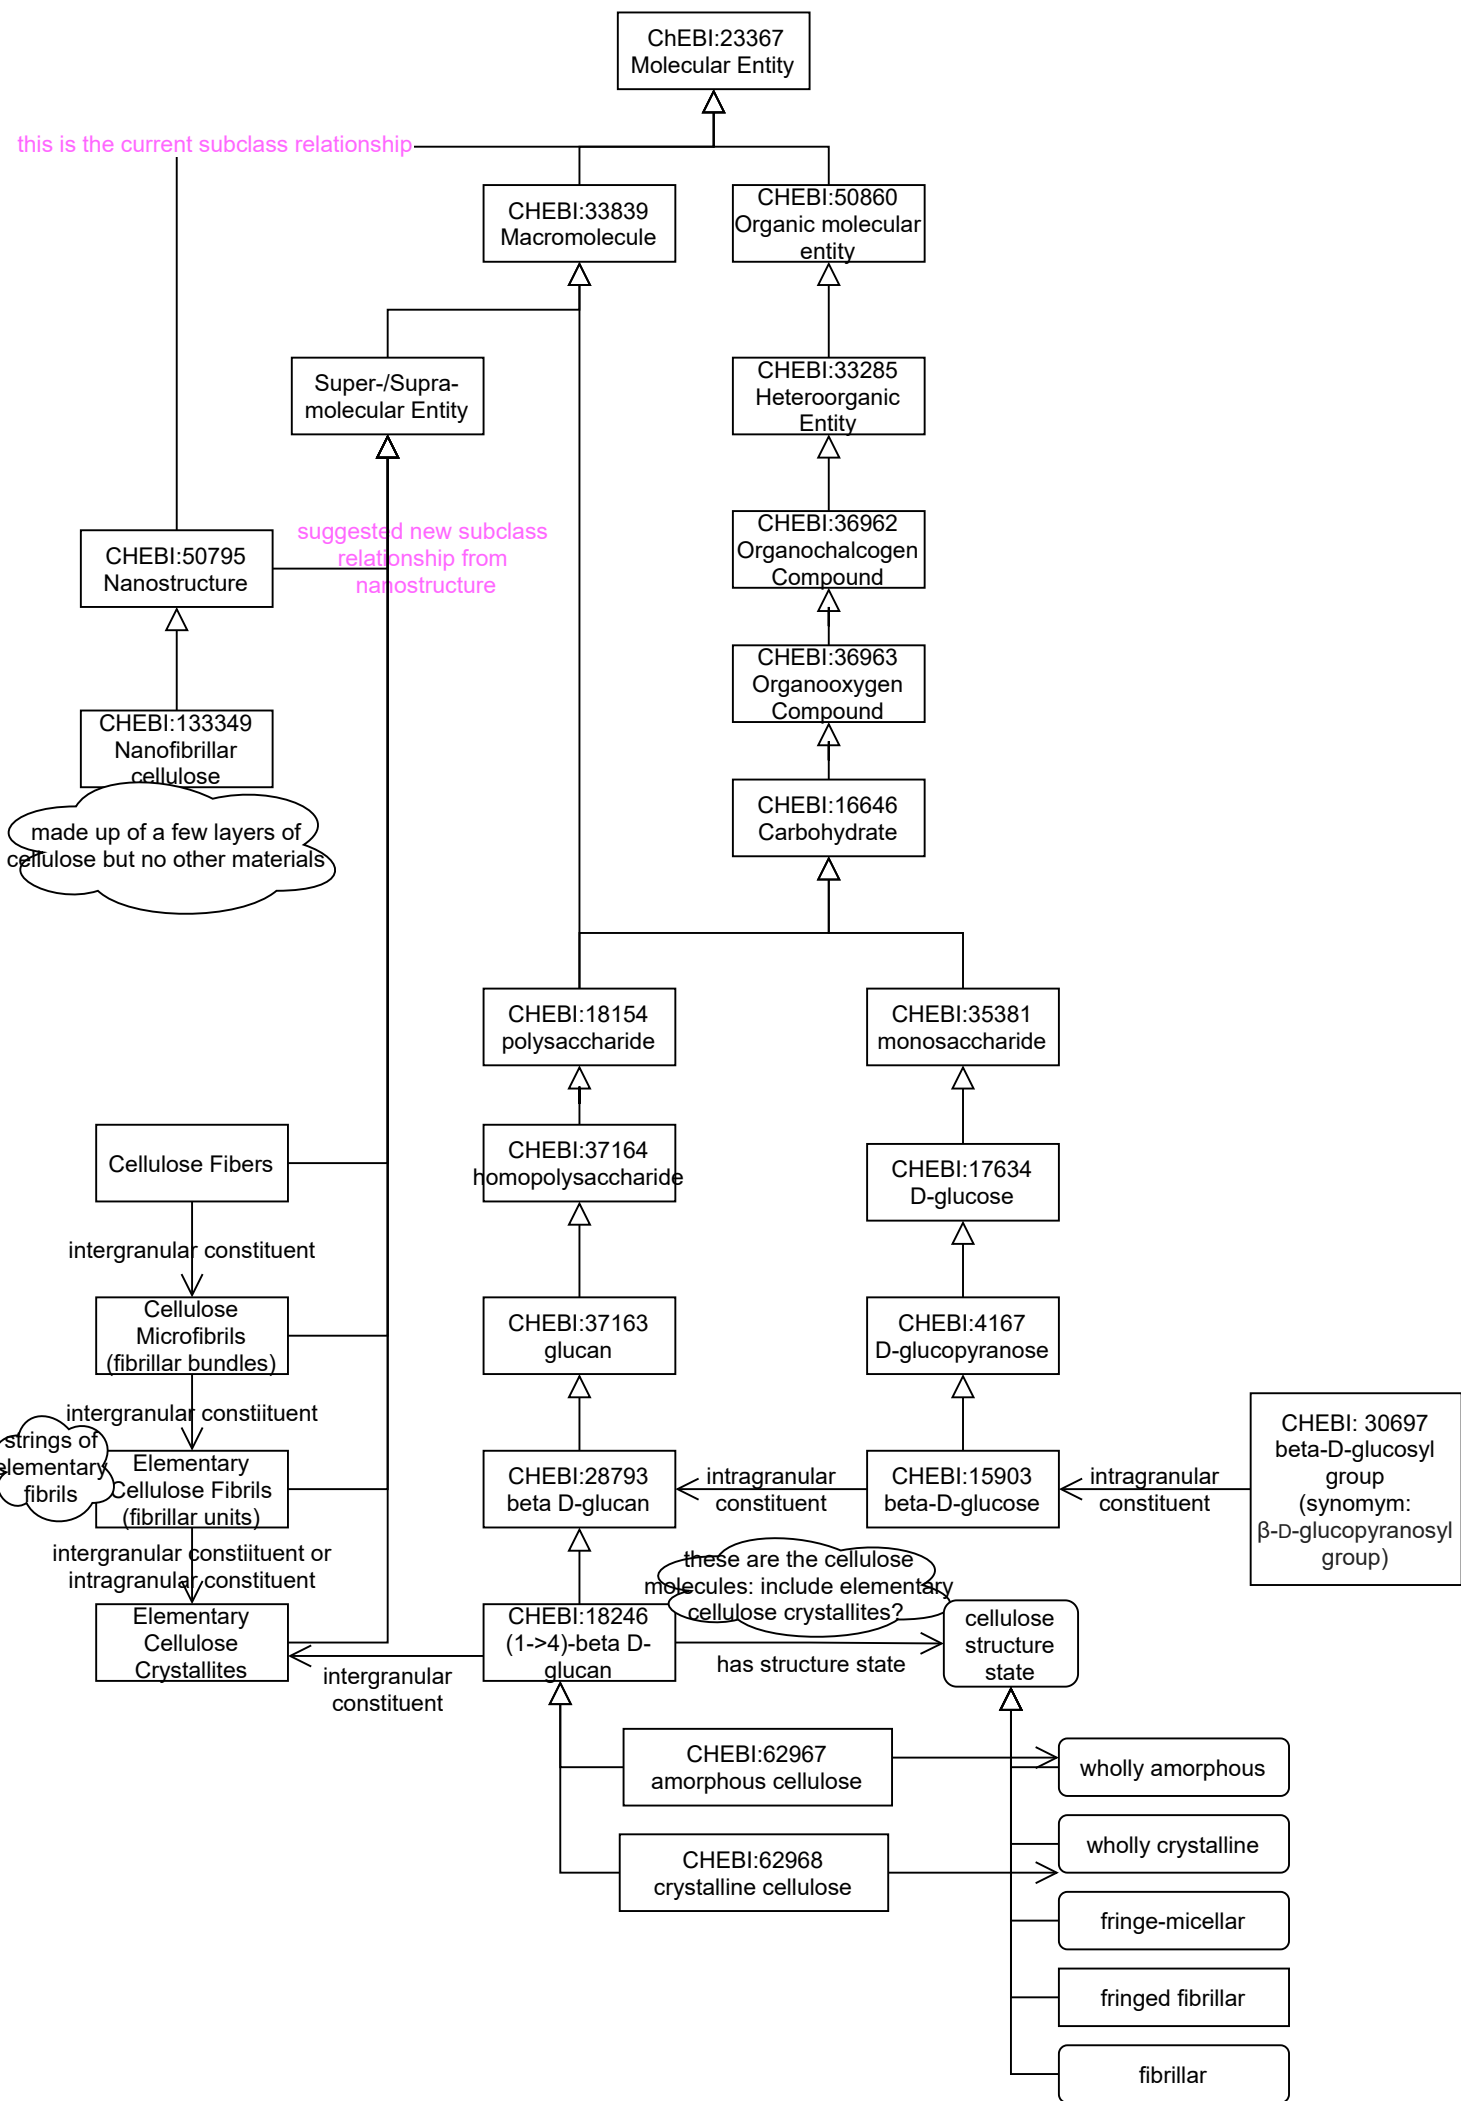 ChEBI:23367
Molecular Entity
this is the current subclass relationship
CHEBI:33839
Macromolecule
CHEBI:50860
Organic molecular
entity
Super-/Supra-
molecular Entity
CHEBI:33285
Heteroorganic
Entity
CHEBI:50795
Nanostructure
suggested new subclass
relationship from
nanostructure
CHEBI:36962
Organochalcogen
Compound
CHEBI:36963
Organooxygen
Compound
CHEBI:133349
Nanofibrillar
cellulose
made up of a few layers of
cellulose but no other materials
CHEBI:16646
Carbohydrate
CHEBI:18154
polysaccharide
CHEBI:35381
monosaccharide
Cellulose Fibers
CHEBI:37164
homopolysaccharide
CHEBI:17634
D-glucose
intergranular constituent
Cellulose
Microfibrils
(fibrillar bundles)
CHEBI:37163
glucan
CHEBI:4167
D-glucopyranose
intergranular constiituent
strings of
elementary
fibrils
Elementary
Cellulose Fibrils
(fibrillar units)
CHEBI:28793
beta D-glucan
intragranular
constituent
CHEBI:15903
beta-D-glucose
intragranular
constituent
CHEBI: 30697
beta-D-glucosyl
group
(synomym:
β-D-glucopyranosyl
group)
intergranular constiituent or
intragranular constituent
these are the cellulose
molecules: include elementary
cellulose crystallites?
Elementary
Cellulose
Crystallites
intergranular
constituent
CHEBI:18246
(1->4)-beta D-
glucan
has structure state
cellulose
structure
state
CHEBI:62967
amorphous cellulose
wholly amorphous
CHEBI:62968
crystalline cellulose
wholly crystalline
fringe-micellar
fringed fibrillar
fibrillar